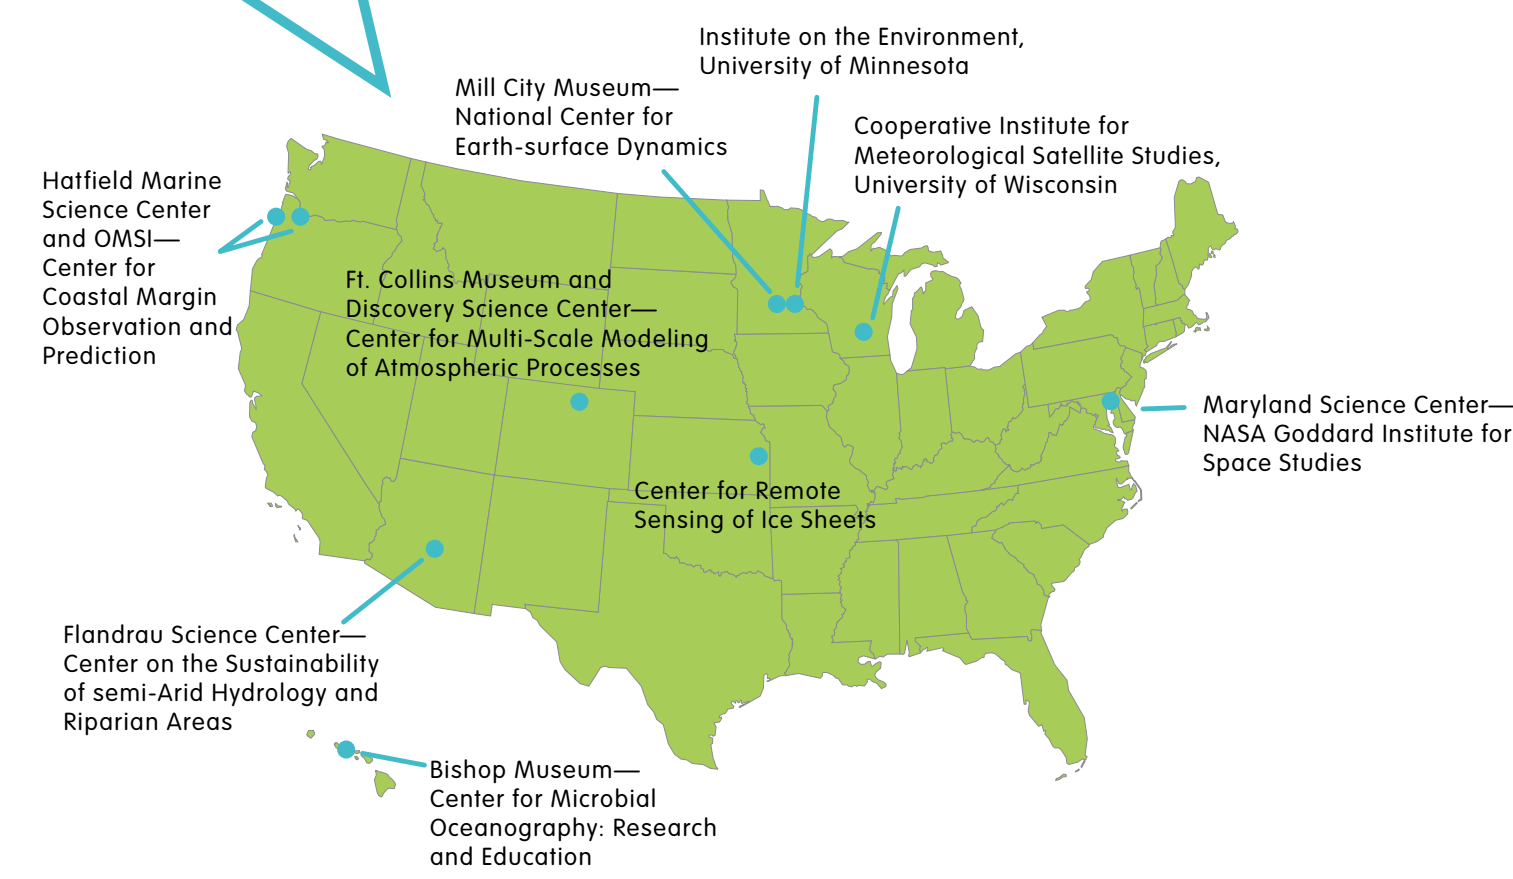 Institute on the Environment,
University of Minnesota
Mill City Museum—
National Center for
Earth-surface Dynamics
Cooperative Institute for
Meteorological Satellite Studies,
University of Wisconsin
Hatfield Marine
Science Center
and OMSI—
Center for
Coastal Margin
Observation and
Prediction
Ft. Collins Museum and
Discovery Science Center—
Center for Multi-Scale Modeling
of Atmospheric Processes
Maryland Science Center—
NASA Goddard Institute for
Space Studies
Center for Remote
Sensing of Ice Sheets
Flandrau Science Center—
Center on the Sustainability
of semi-Arid Hydrology and
Riparian Areas
Bishop Museum—
Center for Microbial
Oceanography: Research
and Education